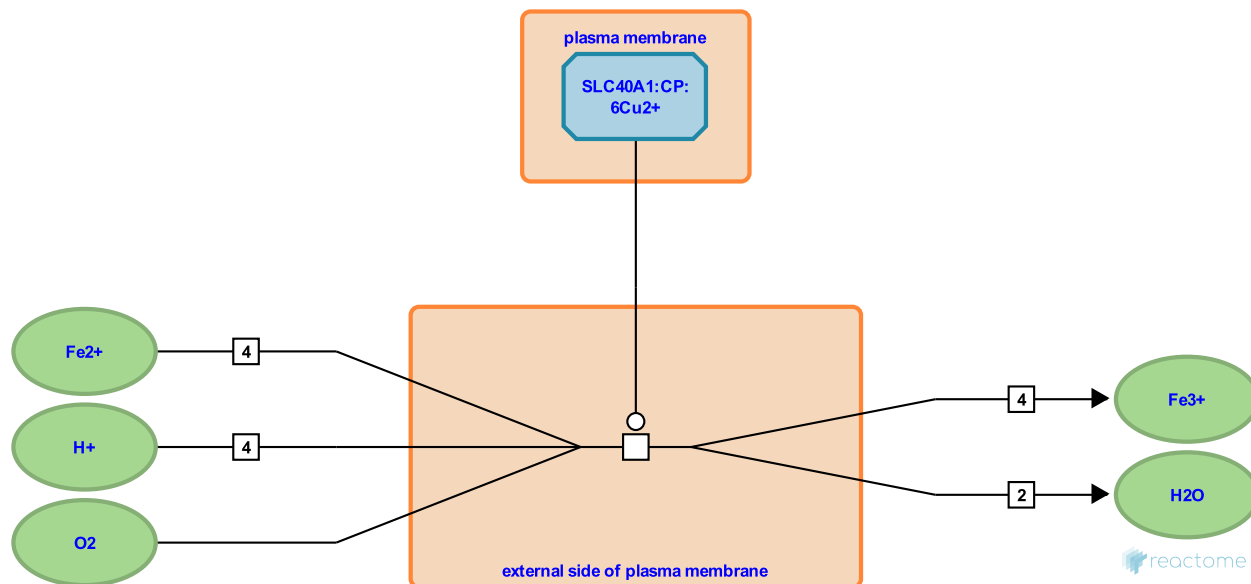 plasma membrane
SLC40A1:CP:
6Cu2+
Fe2+
4
H+
4
O2
4
Fe3+
2
H2O
external side of plasma membrane
reactome